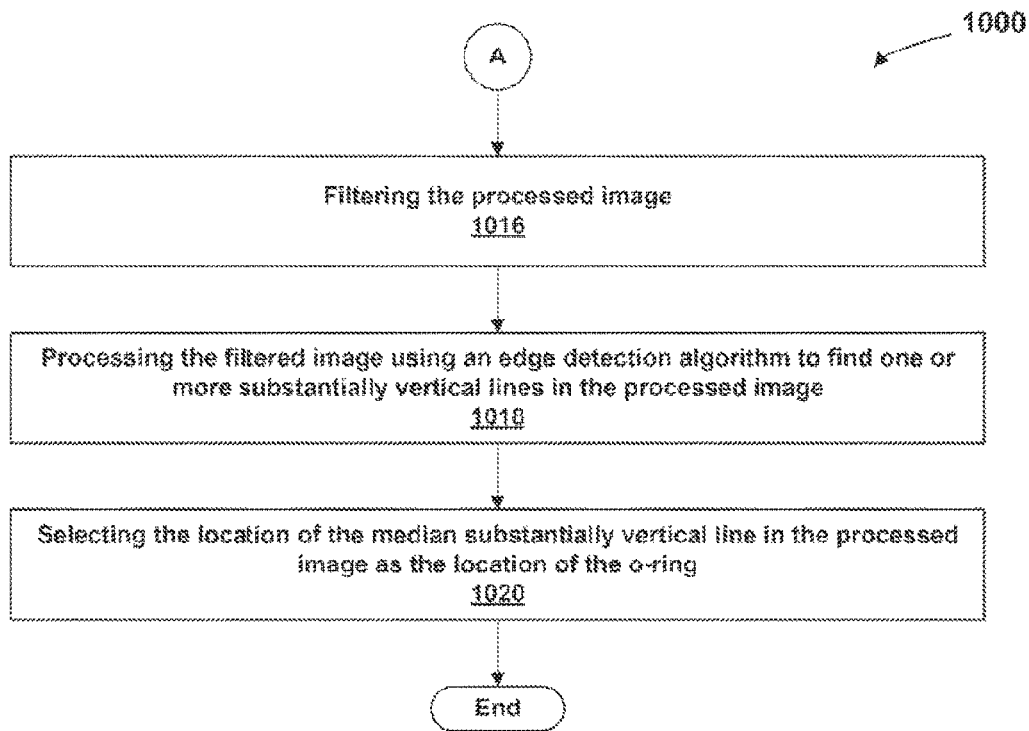 1000
A
Filtering the processed image
1016
Processing the filtered image using an edge detection algorithm to find one or
more substantially vertical lines in the processed image
1018
Selecting the location of the median substantially vertical line in the processed
image as the location of the o-ring
1020
End